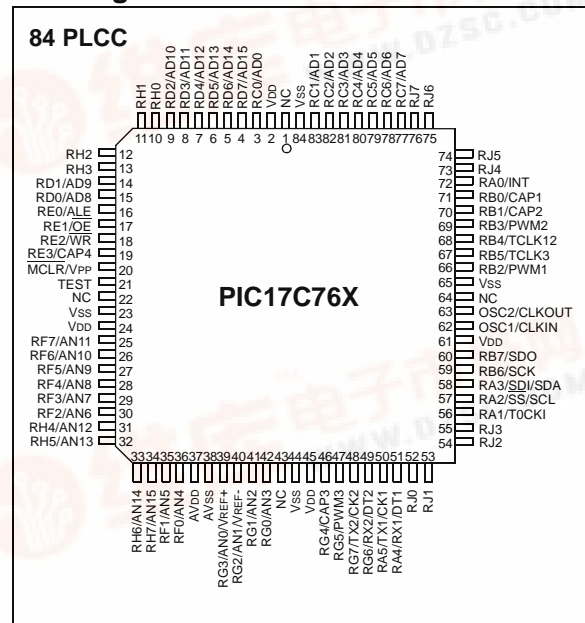 84 PLCC
RH1
RH0
RD2/AD10
RD3/AD11
RD4/AD12
RD5/AD13
RD6/AD14
RD7/AD15
RC0/AD0
VDD
NC
VSS
RC1/AD1
RC2/AD2
RC3/AD3
RC4/AD4
RC5/AD5
RC6/AD6
RC7/AD7
RJ7
RJ6
11 10 9 8 7 6 5 4 3 2 1 84 83 82 81 80 79 78 77 76 75
RH2 12
RH3 13
RD1/AD9 14
RD0/AD8 15
RE0/ALE 16
RE1/OE 17
RE2/WR 18
RE3/CAP4 19
MCLR/VPP 20
TEST 21
NC 22
VSS 23
VDD 24
RF7/AN11 25
RF6/AN10 26
RF5/AN9 27
RF4/AN8 28
RF3/AN7 29
RF2/AN6 30
RH4/AN12 31
RH5/AN13 32
PIC17C76X
74 RJ5
73 RJ4
72 RA0/INT
71 RB0/CAP1
70 RB1/CAP2
69 RB3/PWM2
68 RB4/TCLK12
67 RB5/TCLK3
66 RB2/PWM1
65 VSS
64 NC
63 OSC2/CLKOUT
62 OSC1/CLKIN
61 VDD
60 RB7/SDO
59 RB6/SCK
58 RA3/SDI/SDA
57 RA2/SS/SCL
56 RA1/T0CKI
55 RJ3
54 RJ2
33 34 35 36 37 38 39 40 41 42 43 44 45 46 47 48 49 50 51 52 53
RH6/AN14
RH7/AN15
RF1/AN5
RF0/AN4
AVDD
AVSS
RG3/AN0/VREF+
RG2/AN1/VREF-
RG1/AN2
RG0/AN3
NC
VSS
VDD
RG4/CAP3
RG5/PWM3
RG7/TX2/CK2
RG6/RX2/DT2
RA5/TX1/CK1
RA4/RX1/DT1
RJ0
RJ1